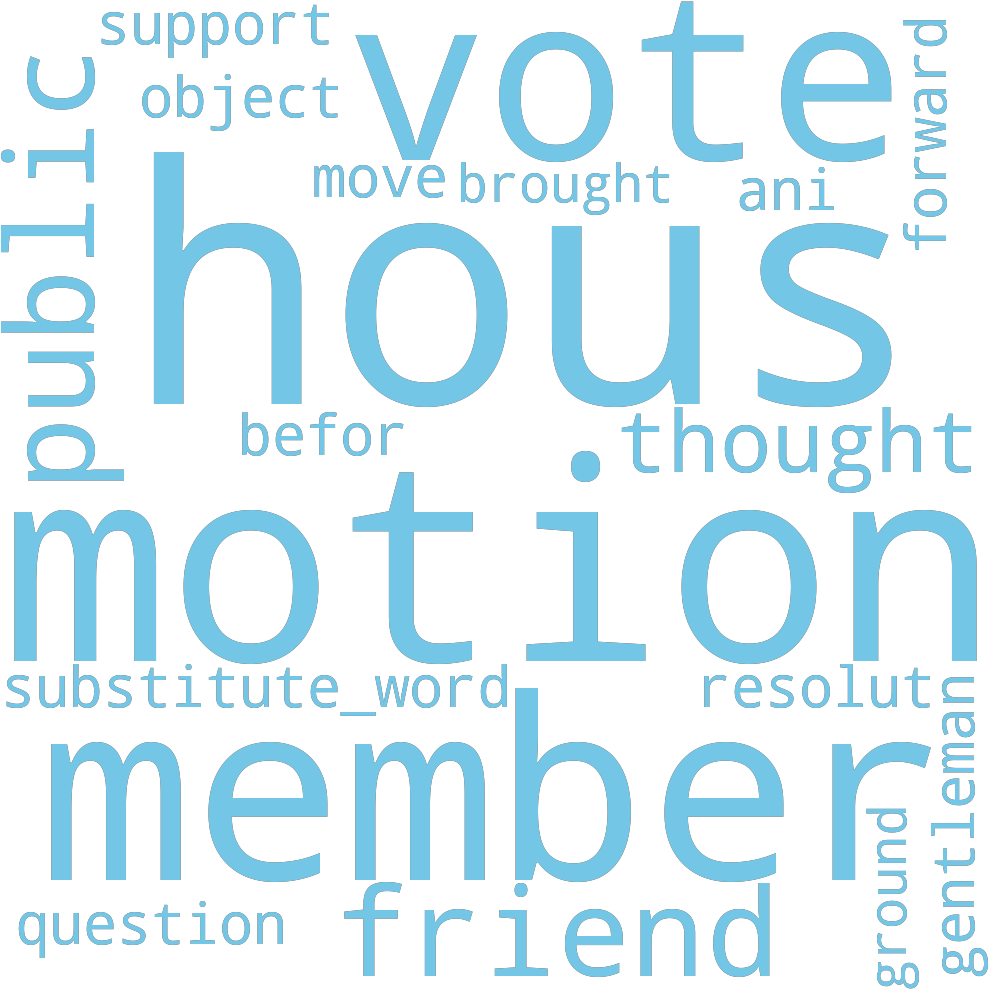 support
vote
forward
public
object
move
brought
ani
hous
befor
thought
motion
substitute_word
resolut
gentleman
member
ground
question
friend